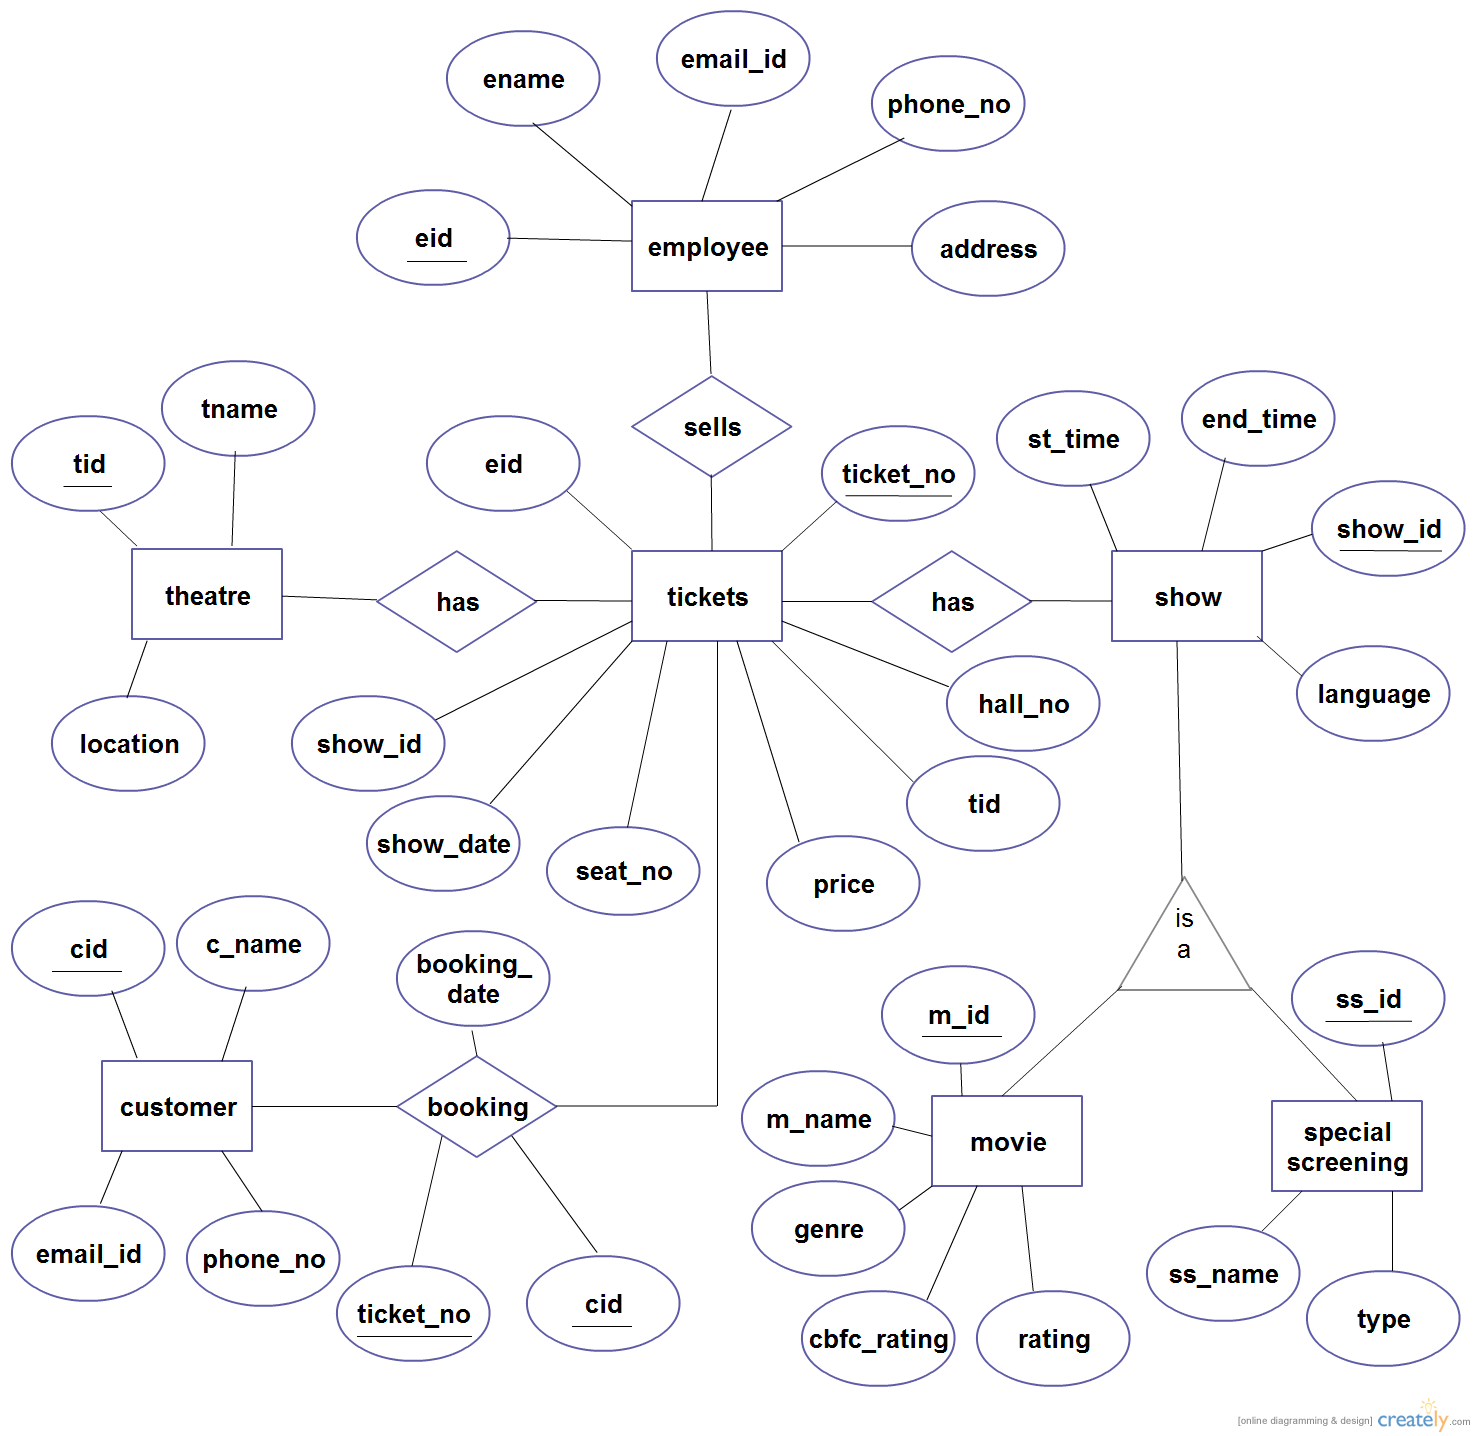 email_id
ename
phone_no
eid
employee
address
tname
sells
st_time
end_time
tid
eid
ticket_no
show_id
theatre
has
tickets
has
show
language
location
show_id
hall_no
show_date
seat_no
price
tid
is
a
cid
c_name
booking_
date
m_id
ss_id
customer
booking
m_name
movie
special
screening
email_id
phone_no
genre
ss_name
ticket_no
cid
cbfc_rating
rating
type
[online diagramming & design] creately.com